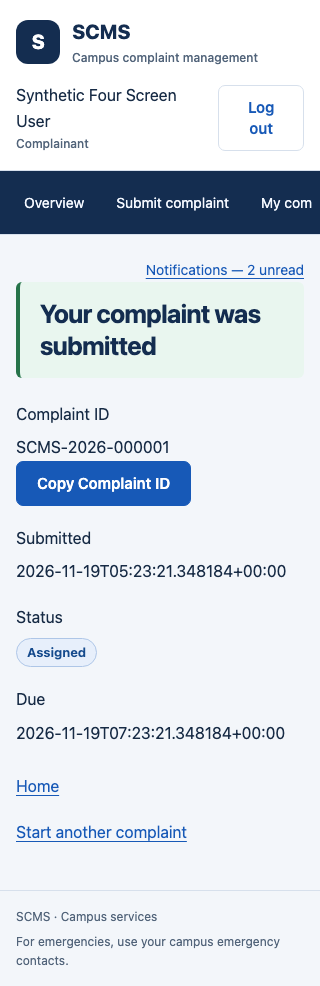 S
SCMS
Campus complaint management
Synthetic Four Screen
User
Complainant
Log
out
Overview
Submit complaint
My com
Notifications — 2 unread
Your complaint was
submitted
Complaint ID
SCMS-2026-000001
Copy Complaint ID
Submitted
2026-11-19T05:23:21.348184+00:00
Status
Assigned
Due
2026-11-19T07:23:21.348184+00:00
Home
Start another complaint
SCMS · Campus services
For emergencies, use your campus emergency
contacts.